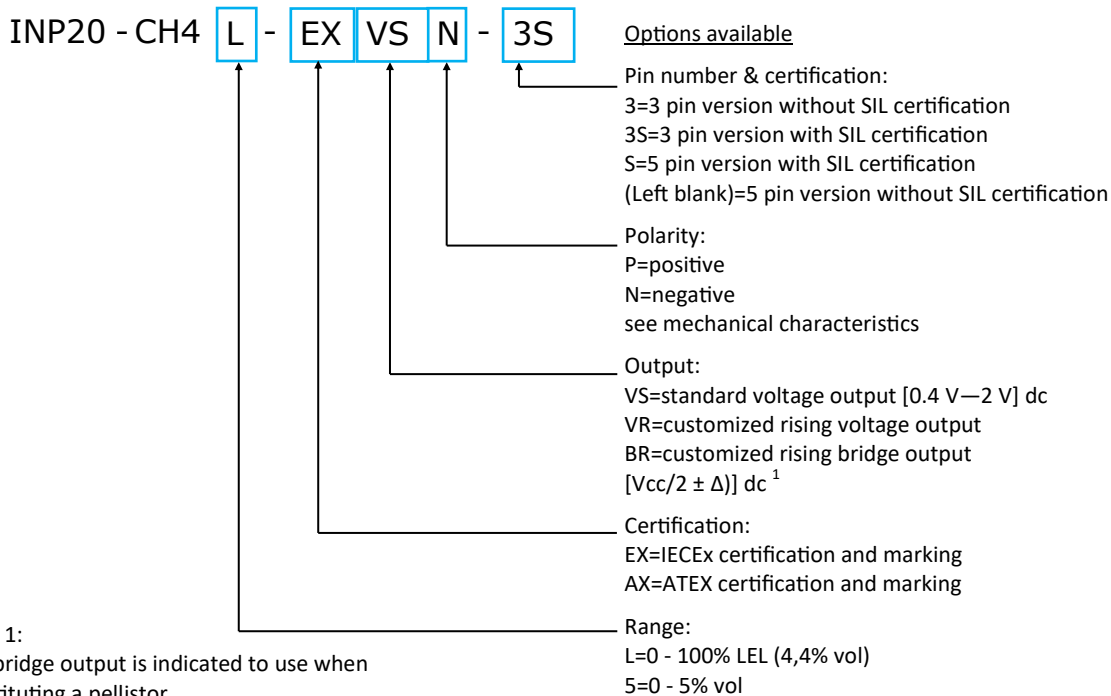 INP20 - CH4 L - EX VS N - 3S
Options available
Pin number & certification:
3=3 pin version without SIL certification
3S=3 pin version with SIL certification
S=5 pin version with SIL certification
(Left blank)=5 pin version without SIL certification
Polarity:
P=positive
N=negative
see mechanical characteristics
Output:
VS=standard voltage output [0.4 V—2 V] dc
VR=customized rising voltage output
BR=customized rising bridge output
[Vcc/2 ± Δ)] dc ¹
Certification:
EX=IECEx certification and marking
AX=ATEX certification and marking
Range:
L=0 - 100% LEL (4,4% vol)
5=0 - 5% vol
1:
bridge output is indicated to use when
tituting a pellistor